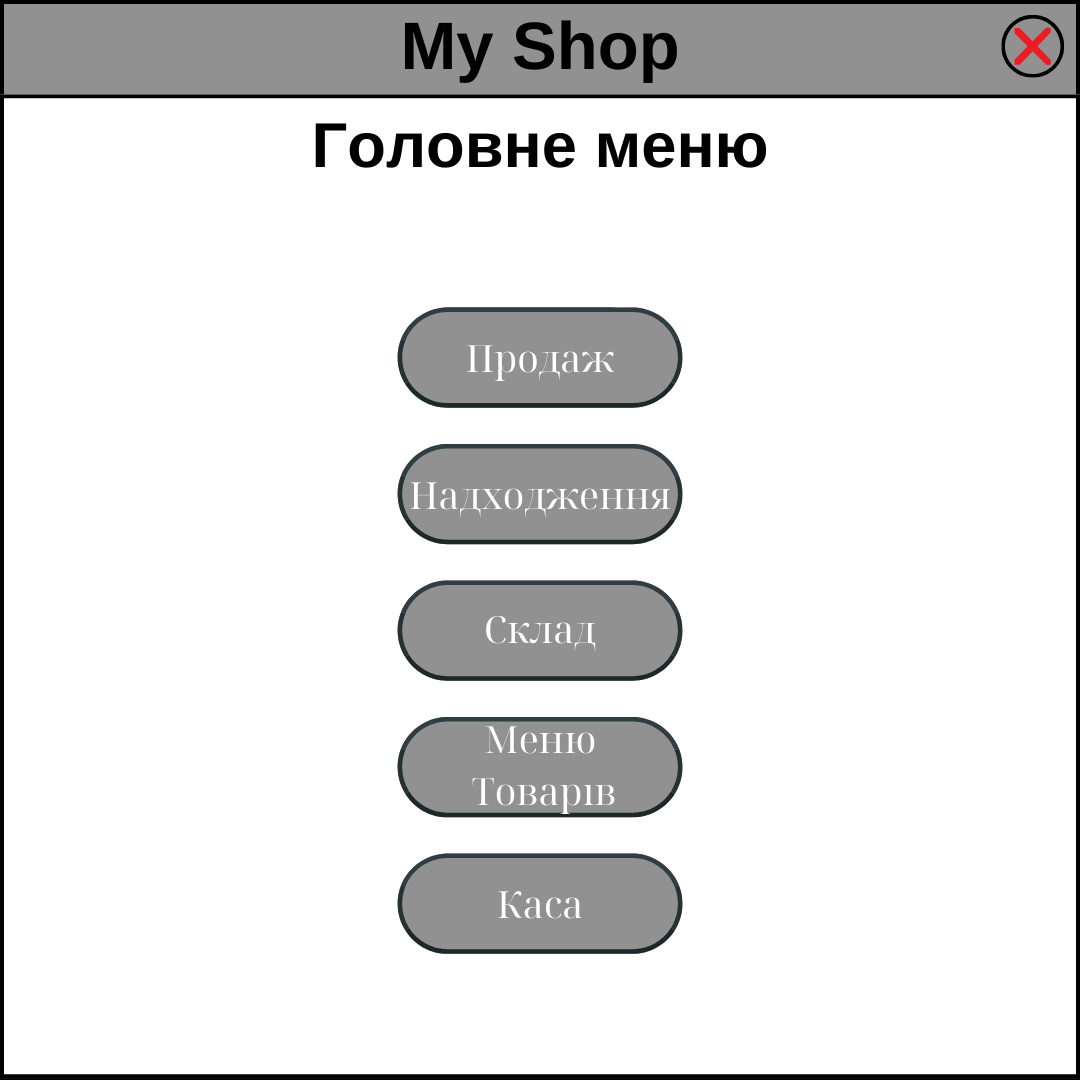 My Shop
Головне меню
Продаж
Надходження
Склад
Меню
Товарів
Каса